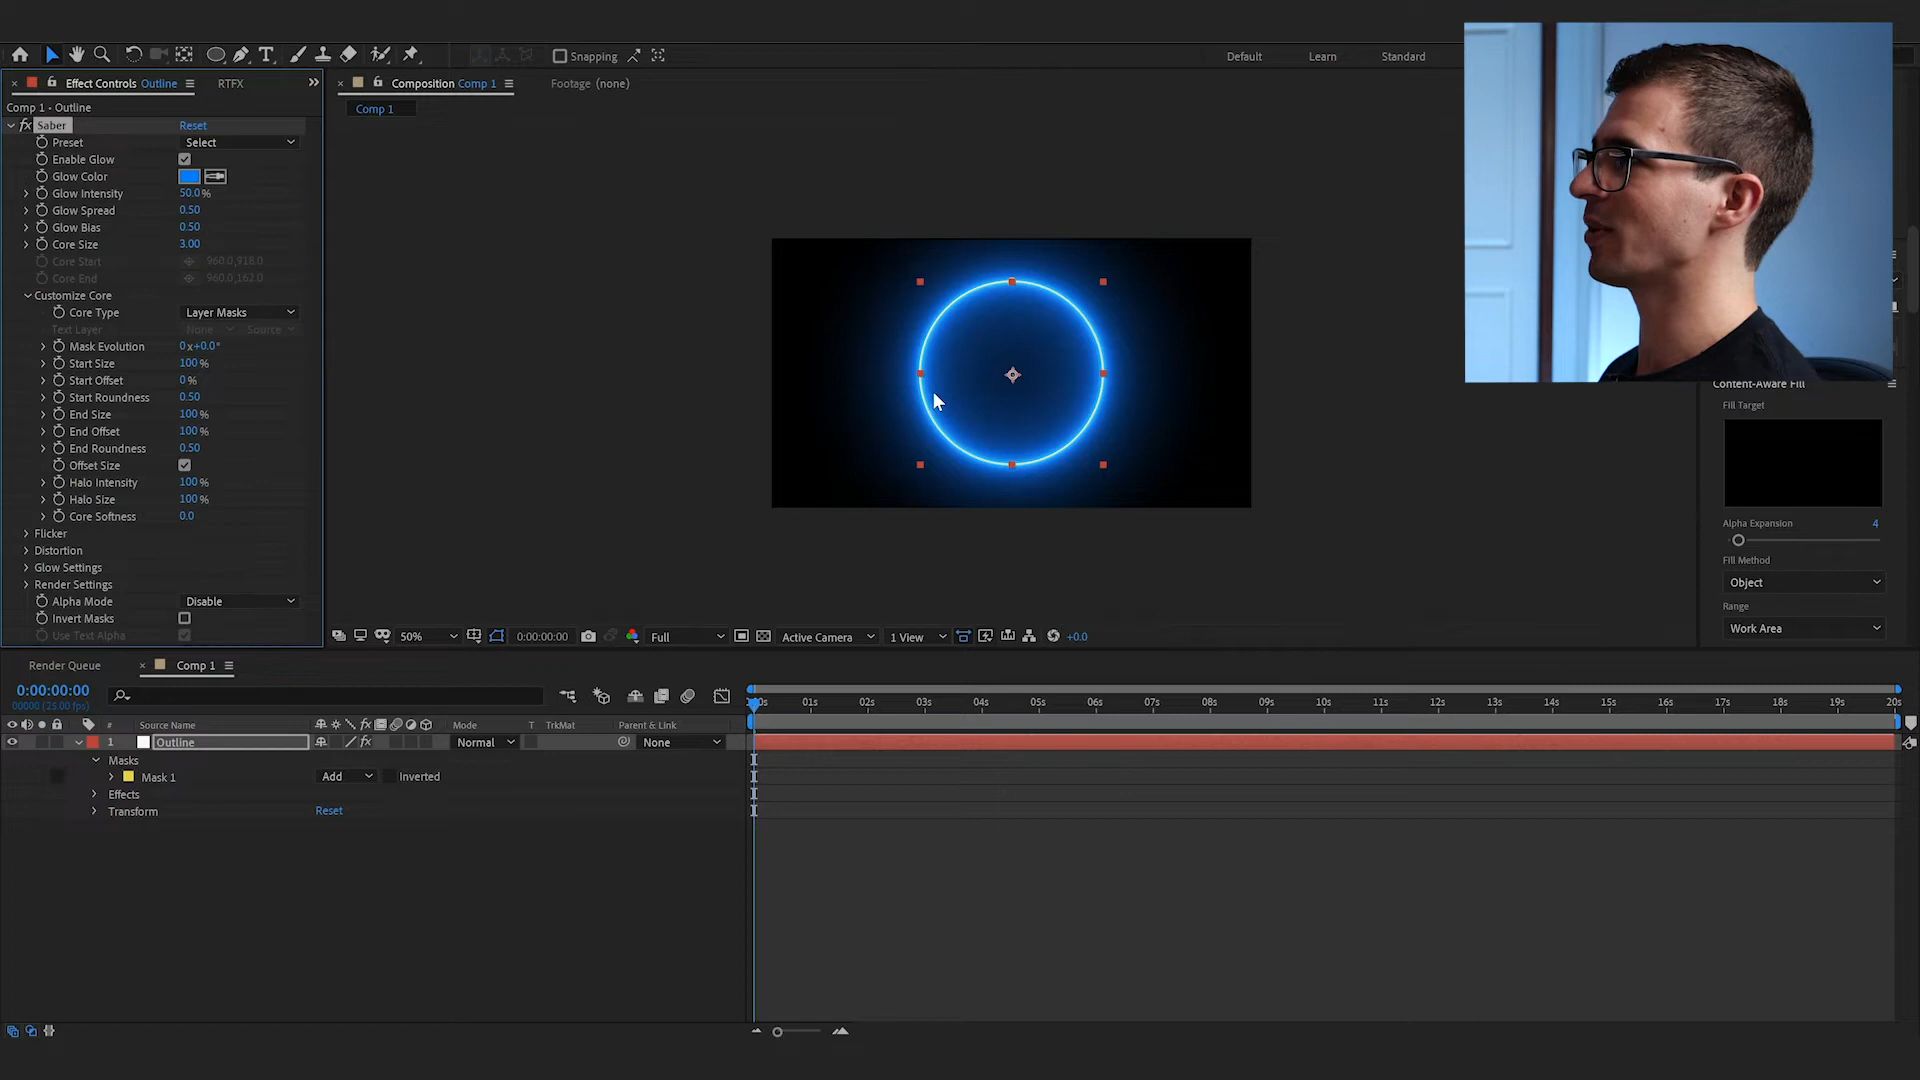 Snapping
Default
Learn
Standard
Effect Controls Outline
RTFX
Composition Comp 1
Footage (none)
Comp 1 - Outline
Comp 1
fx Saber
Reset
Preset
Select
Enable Glow
Glow Color
Glow Intensity
50.0%
Glow Spread
0.50
Glow Bias
0.50
Core Size
3.00
Core Start
960.0,918.0
Core End
960.0,162.0
Customize Core
Core Type
Layer Masks
Text Layer
None
Source
Mask Evolution
0x+0.0°
Start Size
100%
Start Offset
0%
Start Roundness
0.50
End Size
100%
End Offset
100%
End Roundness
0.50
Offset Size
Halo Intensity
100%
Halo Size
100%
Core Softness
0.0
Flicker
Distortion
Glow Settings
Render Settings
Alpha Mode
Disable
Invert Masks
Use Text Alpha
Content-Aware Fill
Fill Target
Alpha Expansion
4
Fill Method
Object
Range
Work Area
50%
0:00:00:00
Full
Active Camera
1 View
+0.0
Render Queue
Comp 1
0:00:00:00
00000 (25.00 fps)
01s
02s
03s
04s
05s
06s
07s
08s
09s
10s
11s
12s
13s
14s
15s
16s
17s
18s
19s
20s
#
Source Name
fx
Mode
T
TrkMat
Parent & Link
1
Outline
fx
Normal
None
Masks
Mask 1
Add
Inverted
Effects
Transform
Reset